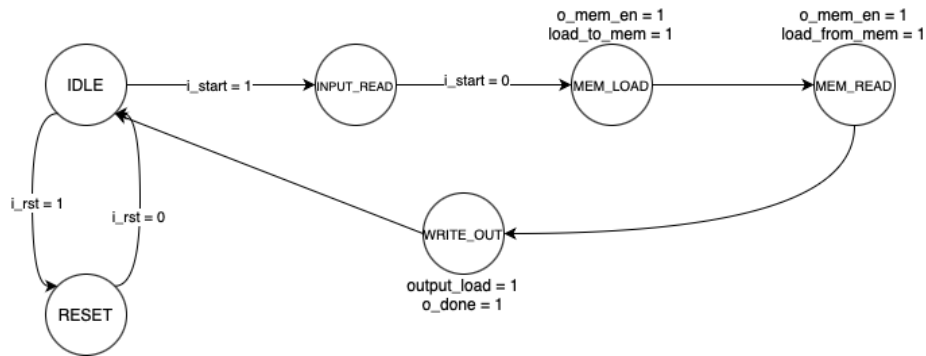 o_mem_en = 1
load_to_mem = 1
o_mem_en = 1
load_from_mem = 1
IDLE
i_start = 1
INPUT_READ
i_start = 0
MEM_LOAD
MEM_READ
i_rst = 1
i_rst = 0
WRITE_OUT
output_load = 1
o_done = 1
RESET